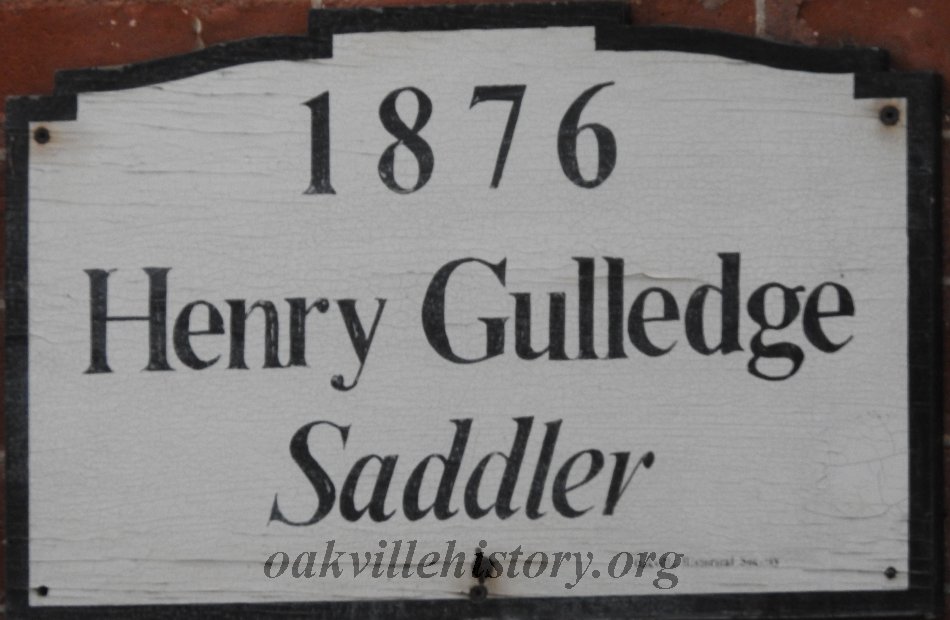 1876
Henry Gulledge
Saddler
oakvillehistory.org